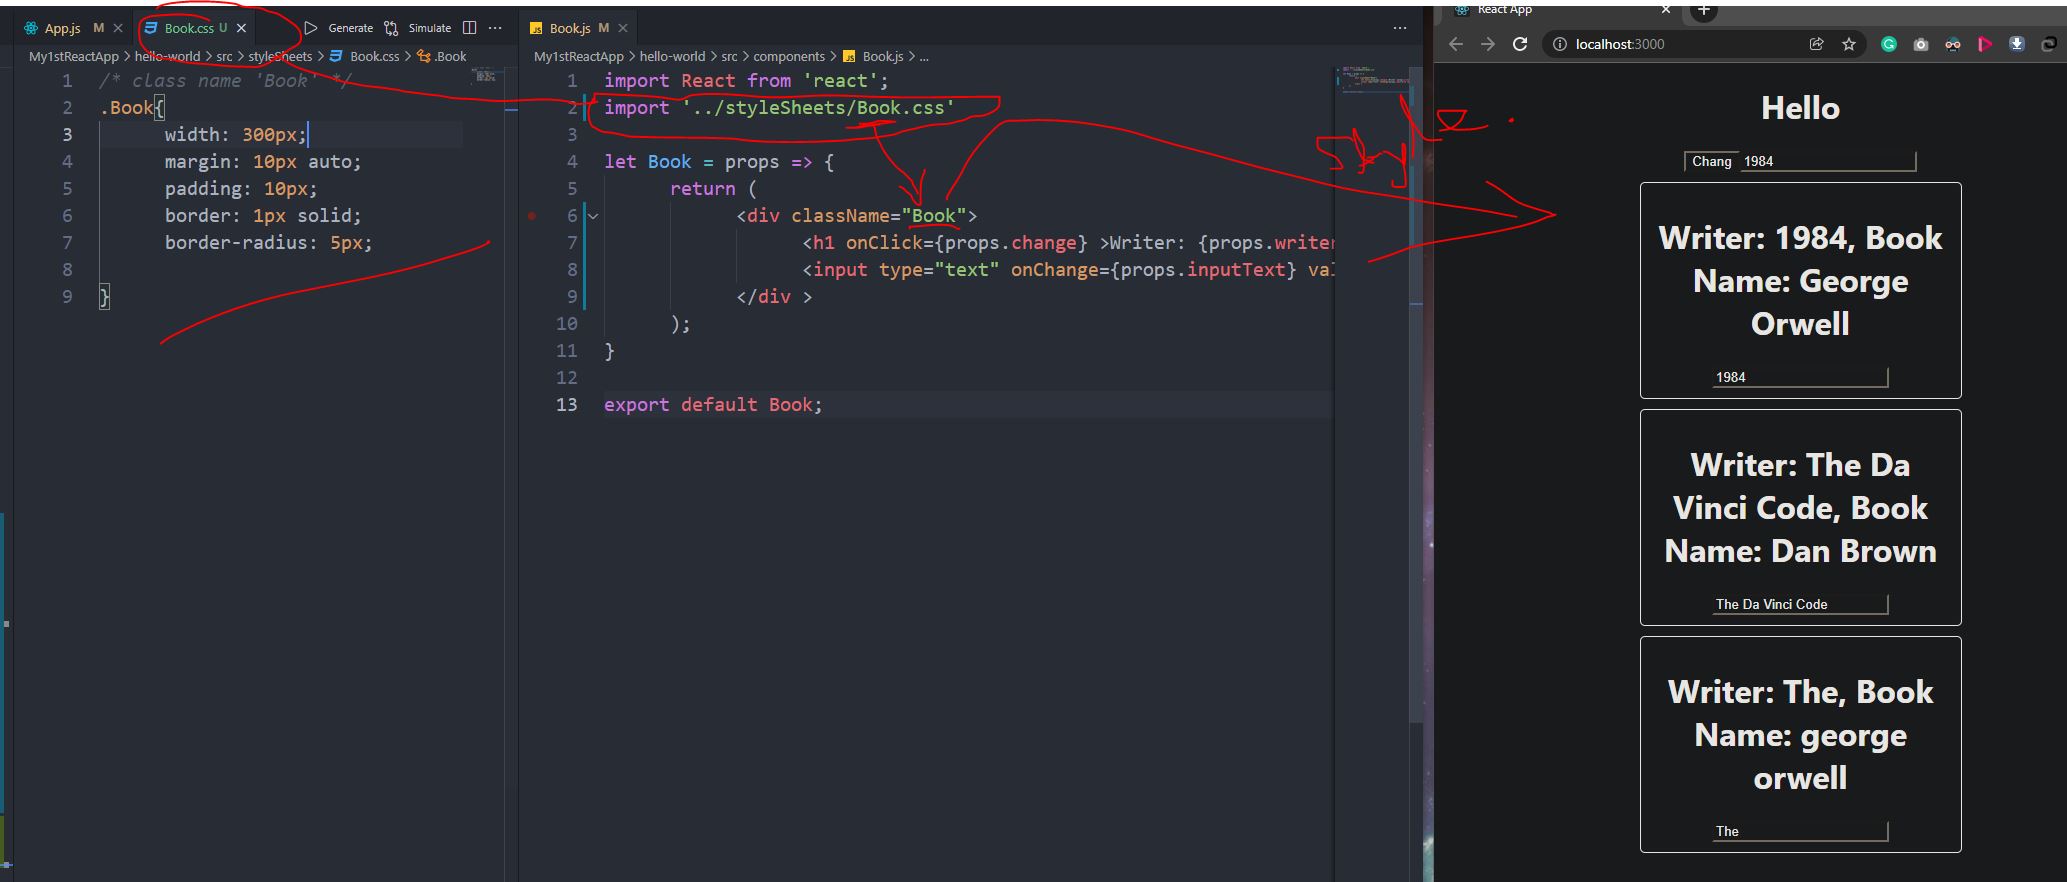 App.js M
Book.css U
Generate
Simulate
My1stReactApp > hello-world > src > styleSheets > Book.css > .Book
1 /* class name 'Book' */
2 .Book{
3 width: 300px;
4 margin: 10px auto;
5 padding: 10px;
6 border: 1px solid;
7 border-radius: 5px;
8
9 }
Book.js M
My1stReactApp > hello-world > src > components > Book.js > ...
1 import React from 'react';
2 import '../styleSheets/Book.css'
3
4 let Book = props => {
5 return (
6 <div className="Book">
7 <h1 onClick={props.change} >Writer: {props.writer
8 <input type="text" onChange={props.inputText} val
9 </div >
10 );
11 }
12
13 export default Book;
style.
React App
localhost:3000
Hello
Chang 1984
Writer: 1984, Book
Name: George
Orwell
1984
Writer: The Da
Vinci Code, Book
Name: Dan Brown
The Da Vinci Code
Writer: The, Book
Name: george
orwell
The